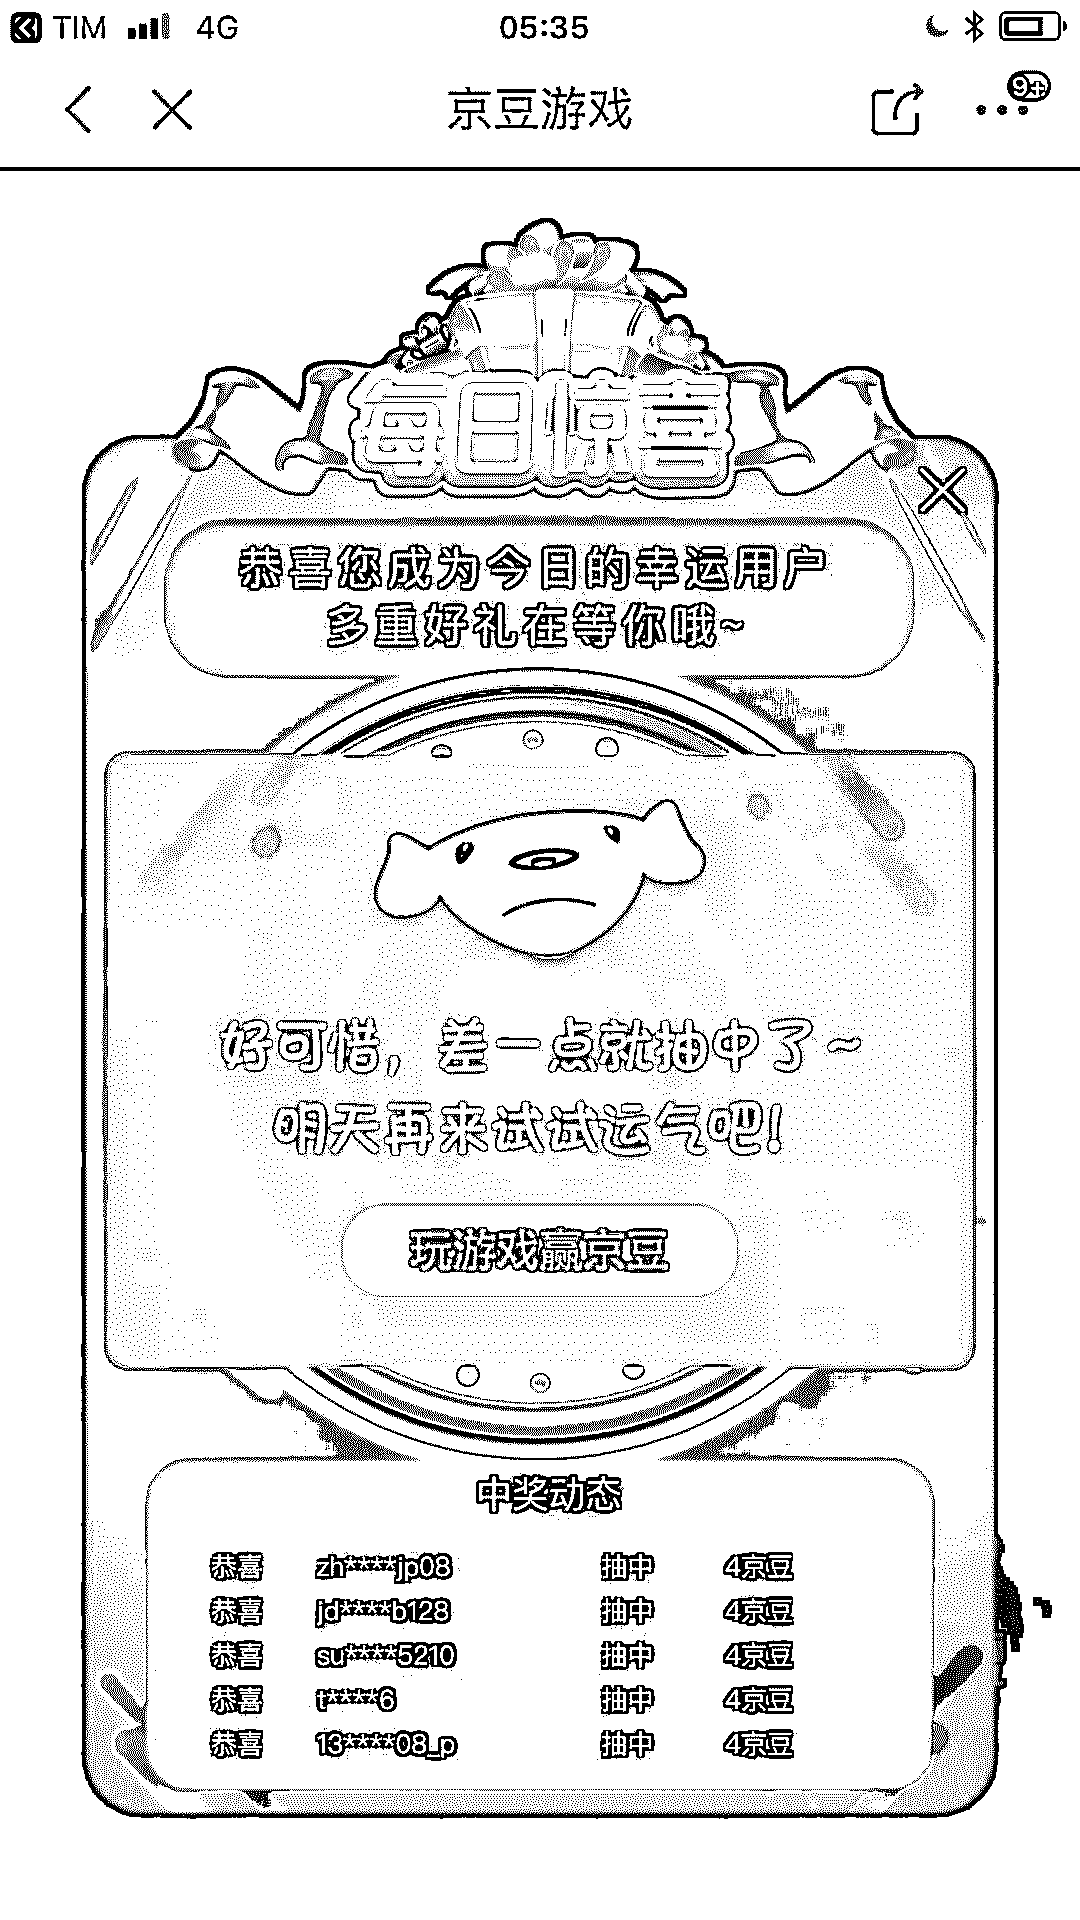 TIM 4G 05:35
京豆游戏 9+
每日惊喜
恭喜您成为今日的幸运用户
多重好礼在等你哦~
好可惜，差一点就抽中了~
明天再来试试运气吧！
玩游戏赢京豆
中奖动态
恭喜 zh****jp08 抽中 4京豆
恭喜 jd****b128 抽中 4京豆
恭喜 su****5210 抽中 4京豆
恭喜 t****6 抽中 4京豆
恭喜 13****08_p 抽中 4京豆